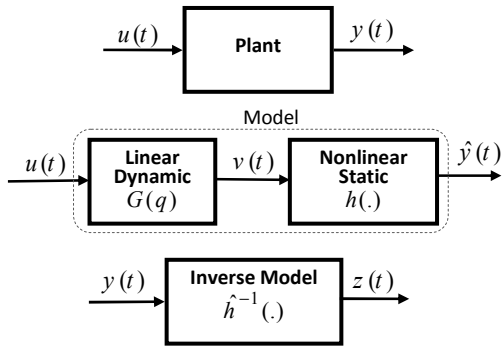 u(t) Plant y(t)
Model
u(t) Linear Dynamic G(q) v(t) Nonlinear Static h(.) ŷ(t)
y(t) Inverse Model ĥ⁻¹(.) z(t)